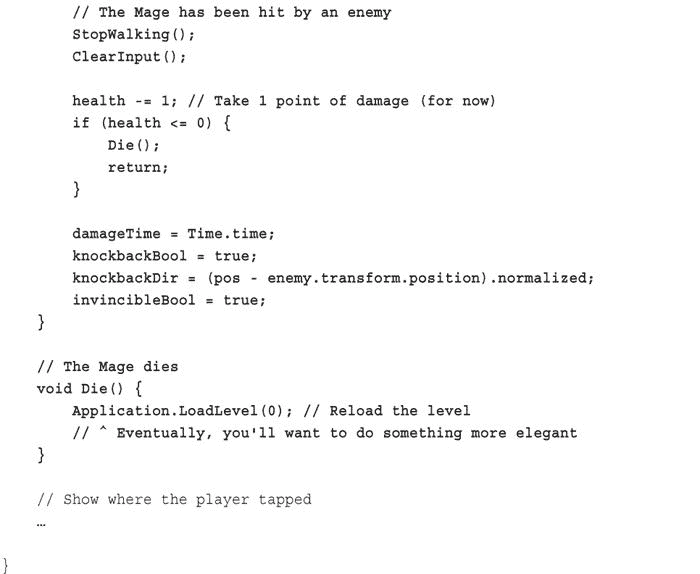 // The Mage has been hit by an enemy
StopWalking();
ClearInput();
health -= 1; // Take 1 point of damage (for now)
if (health <= 0) {
Die();
return;
}
damageTime = Time.time;
knockbackBool = true;
knockbackDir = (pos - enemy.transform.position).normalized;
invincibleBool = true;
}
// The Mage dies
void Die() {
Application.LoadLevel(0); // Reload the level
// ^ Eventually, you'll want to do something more elegant
}
// Show where the player tapped
…
}